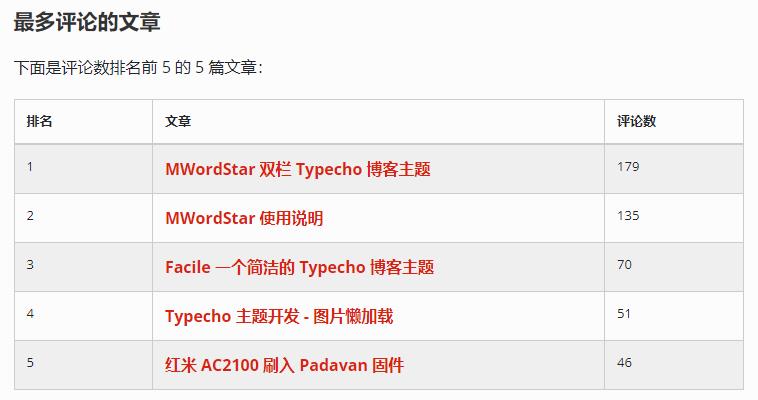 最多评论的文章
下面是评论数排名前 5 的 5 篇文章：
排名 文章 评论数
1 MWordStar 双栏 Typecho 博客主题 179
2 MWordStar 使用说明 135
3 Facile 一个简洁的 Typecho 博客主题 70
4 Typecho 主题开发 - 图片懒加载 51
5 红米 AC2100 刷入 Padavan 固件 46